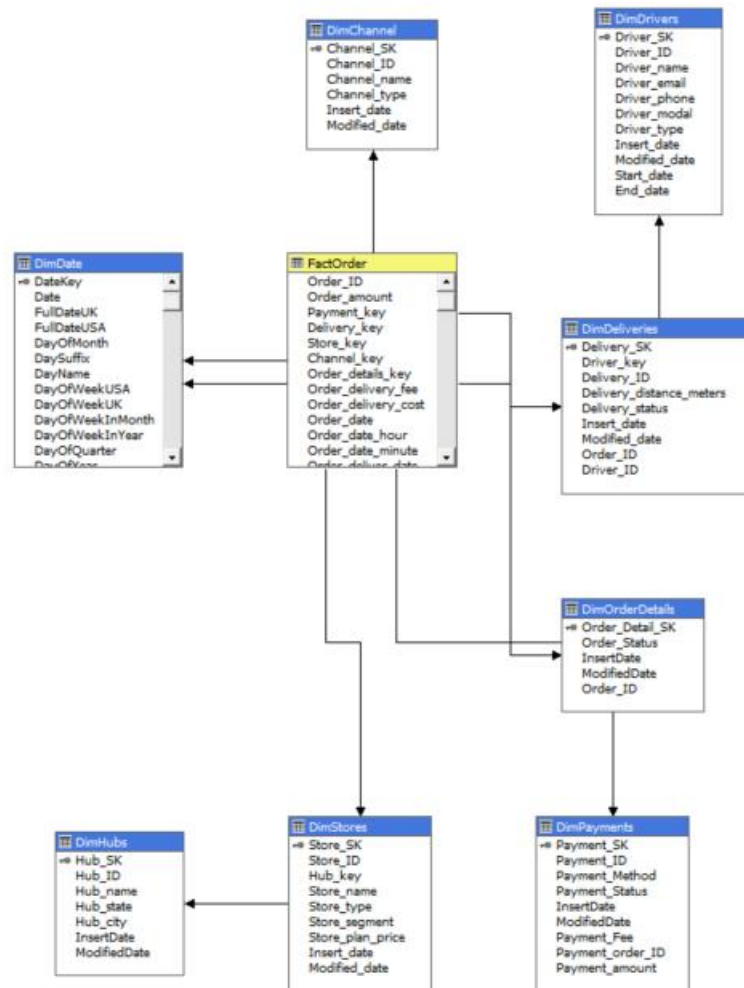 DimChannel
Channel_SK
Channel_ID
Channel_name
Channel_type
Insert_date
Modified_date
DimDrivers
Driver_SK
Driver_ID
Driver_name
Driver_email
Driver_phone
Driver_modal
Driver_type
Insert_date
Modified_date
Start_date
End_date
DimDate
DateKey
Date
FullDateUK
FullDateUSA
DayOfMonth
DaySuffix
DayName
DayOfWeekUSA
DayOfWeekUK
DayOfWeekInMonth
DayOfWeekInYear
DayOfQuarter
DayOfYear
FactOrder
Order_ID
Order_amount
Payment_key
Delivery_key
Store_key
Channel_key
Order_details_key
Order_delivery_fee
Order_delivery_cost
Order_date
Order_date_hour
Order_date_minute
Order_deliver_date
DimDeliveries
Delivery_SK
Driver_key
Delivery_ID
Delivery_distance_meters
Delivery_status
Insert_date
Modified_date
Order_ID
Driver_ID
DimOrderDetails
Order_Detail_SK
Order_Status
InsertDate
ModifiedDate
Order_ID
DimHubs
Hub_SK
Hub_ID
Hub_name
Hub_state
Hub_city
InsertDate
ModifiedDate
DimStores
Store_SK
Store_ID
Hub_key
Store_name
Store_type
Store_segment
Store_plan_price
Insert_date
Modified_date
DimPayments
Payment_SK
Payment_ID
Payment_Method
Payment_Status
InsertDate
ModifiedDate
Payment_Fee
Payment_order_ID
Payment_amount